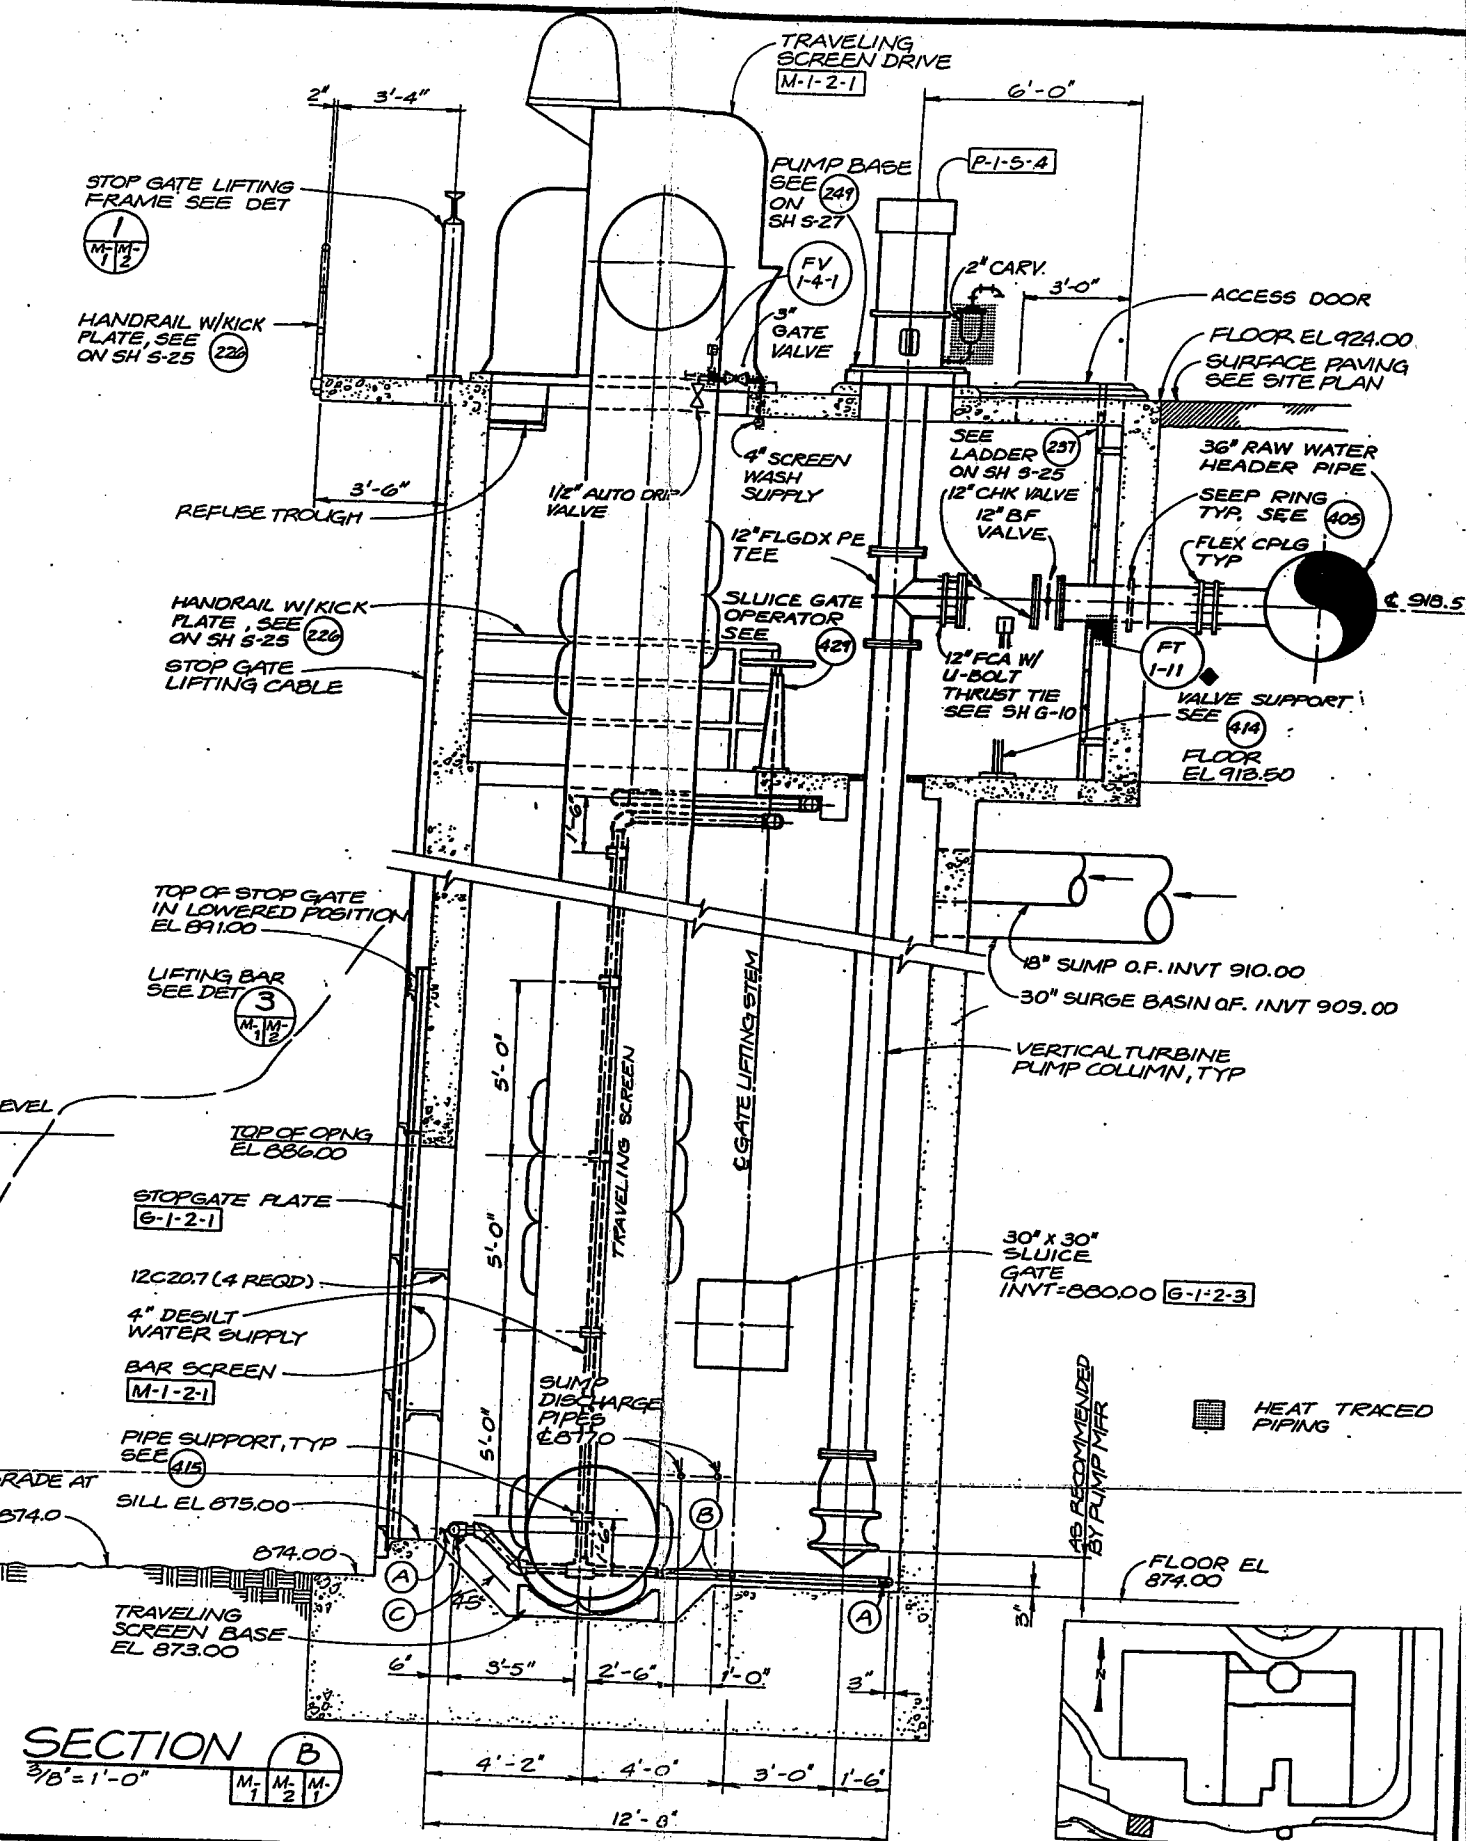 TRAVELING
SCREEN DRIVE
M-1-2-1
2"
3'-4"
6'-0"
STOP GATE LIFTING
FRAME SEE DET
1
M-1
M-2
PUMP BASE
SEE 249
ON
SH S-27
P-1-5-4
FV
1-4-1
2" CARV.
3'-0"
ACCESS DOOR
HANDRAIL W/KICK
PLATE, SEE
ON SH S-25 226
3"
GATE
VALVE
FLOOR EL 924.00
SURFACE PAVING
SEE SITE PLAN
3'-6"
REFUSE TROUGH
1/2" AUTO DRIP
VALVE
4" SCREEN
WASH
SUPPLY
SEE 237
LADDER
ON SH S-25
12" CHK VALVE
12" BF
VALVE
36" RAW WATER
HEADER PIPE
SEEP RING
TYP. SEE 405
FLEX CPLG
TYP
12" FLGDX PE
TEE
HANDRAIL W/KICK
PLATE, SEE
ON SH S-25 226
STOP GATE
LIFTING CABLE
SLUICE GATE
OPERATOR
SEE 429
℄ 918.5
12" FCA W/
U-BOLT
THRUST TIE
SEE SH G-10
FT
1-11
VALVE SUPPORT
SEE 414
FLOOR
EL 913.50
1'-6"
TOP OF STOP GATE
IN LOWERED POSITION
EL 891.00
LIFTING BAR
SEE DET
3
M-1
M-2
18" SUMP O.F. INVT 910.00
30" SURGE BASIN O.F. INVT 909.00
VERTICAL TURBINE
PUMP COLUMN, TYP
5'-0"
TRAVELING SCREEN
℄ GATE LIFTING STEM
EVEL
TOP OF OPNG
EL 886.00
STOPGATE PLATE
G-1-2-1
5'-0"
12C20.7 (4 REQD)
4" DESILT
WATER SUPPLY
BAR SCREEN
M-1-2-1
30" X 30"
SLUICE
GATE
INVT=880.00 G-1-2-3
SUMP
DISCHARGE
PIPES
℄ 877.0
5'-0"
AS RECOMMENDED
BY PUMP MFR
HEAT TRACED
PIPING
PIPE SUPPORT, TYP
SEE 415
RADE AT
874.0
SILL EL 875.00
1'-6"
B
874.00
A
C
45°
A
FLOOR EL
874.00
3"
TRAVELING
SCREEN BASE
EL 873.00
6"
3'-5"
2'-6"
1'-0"
3"
N
SECTION B
3/8" = 1'-0"
M-1
M-2
M-1
4'-2"
4'-0"
3'-0"
1'-6"
12'-8"